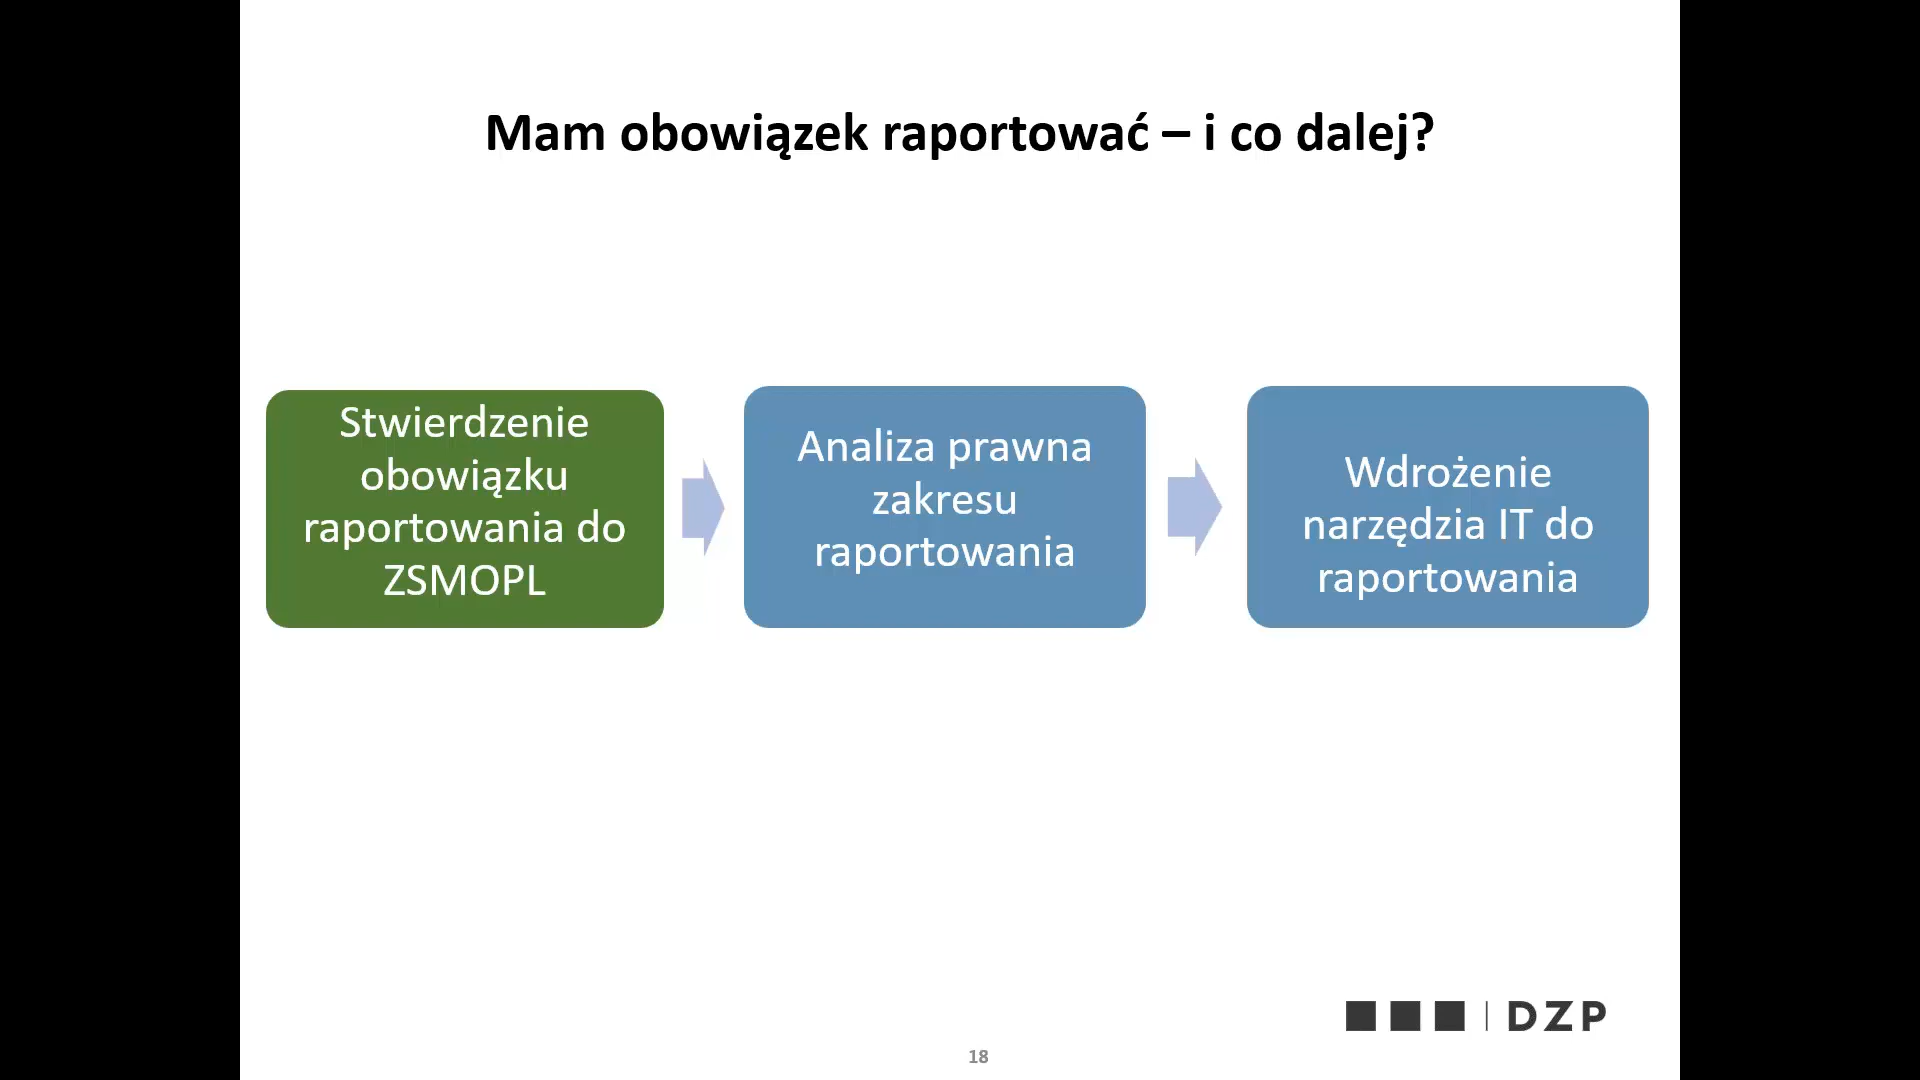 Mam obowiązek raportować – i co dalej?
Stwierdzenie
obowiązku
raportowania do
ZSMOPL
Analiza prawna
zakresu
raportowania
Wdrożenie
narzędzia IT do
raportowania
DZP
18